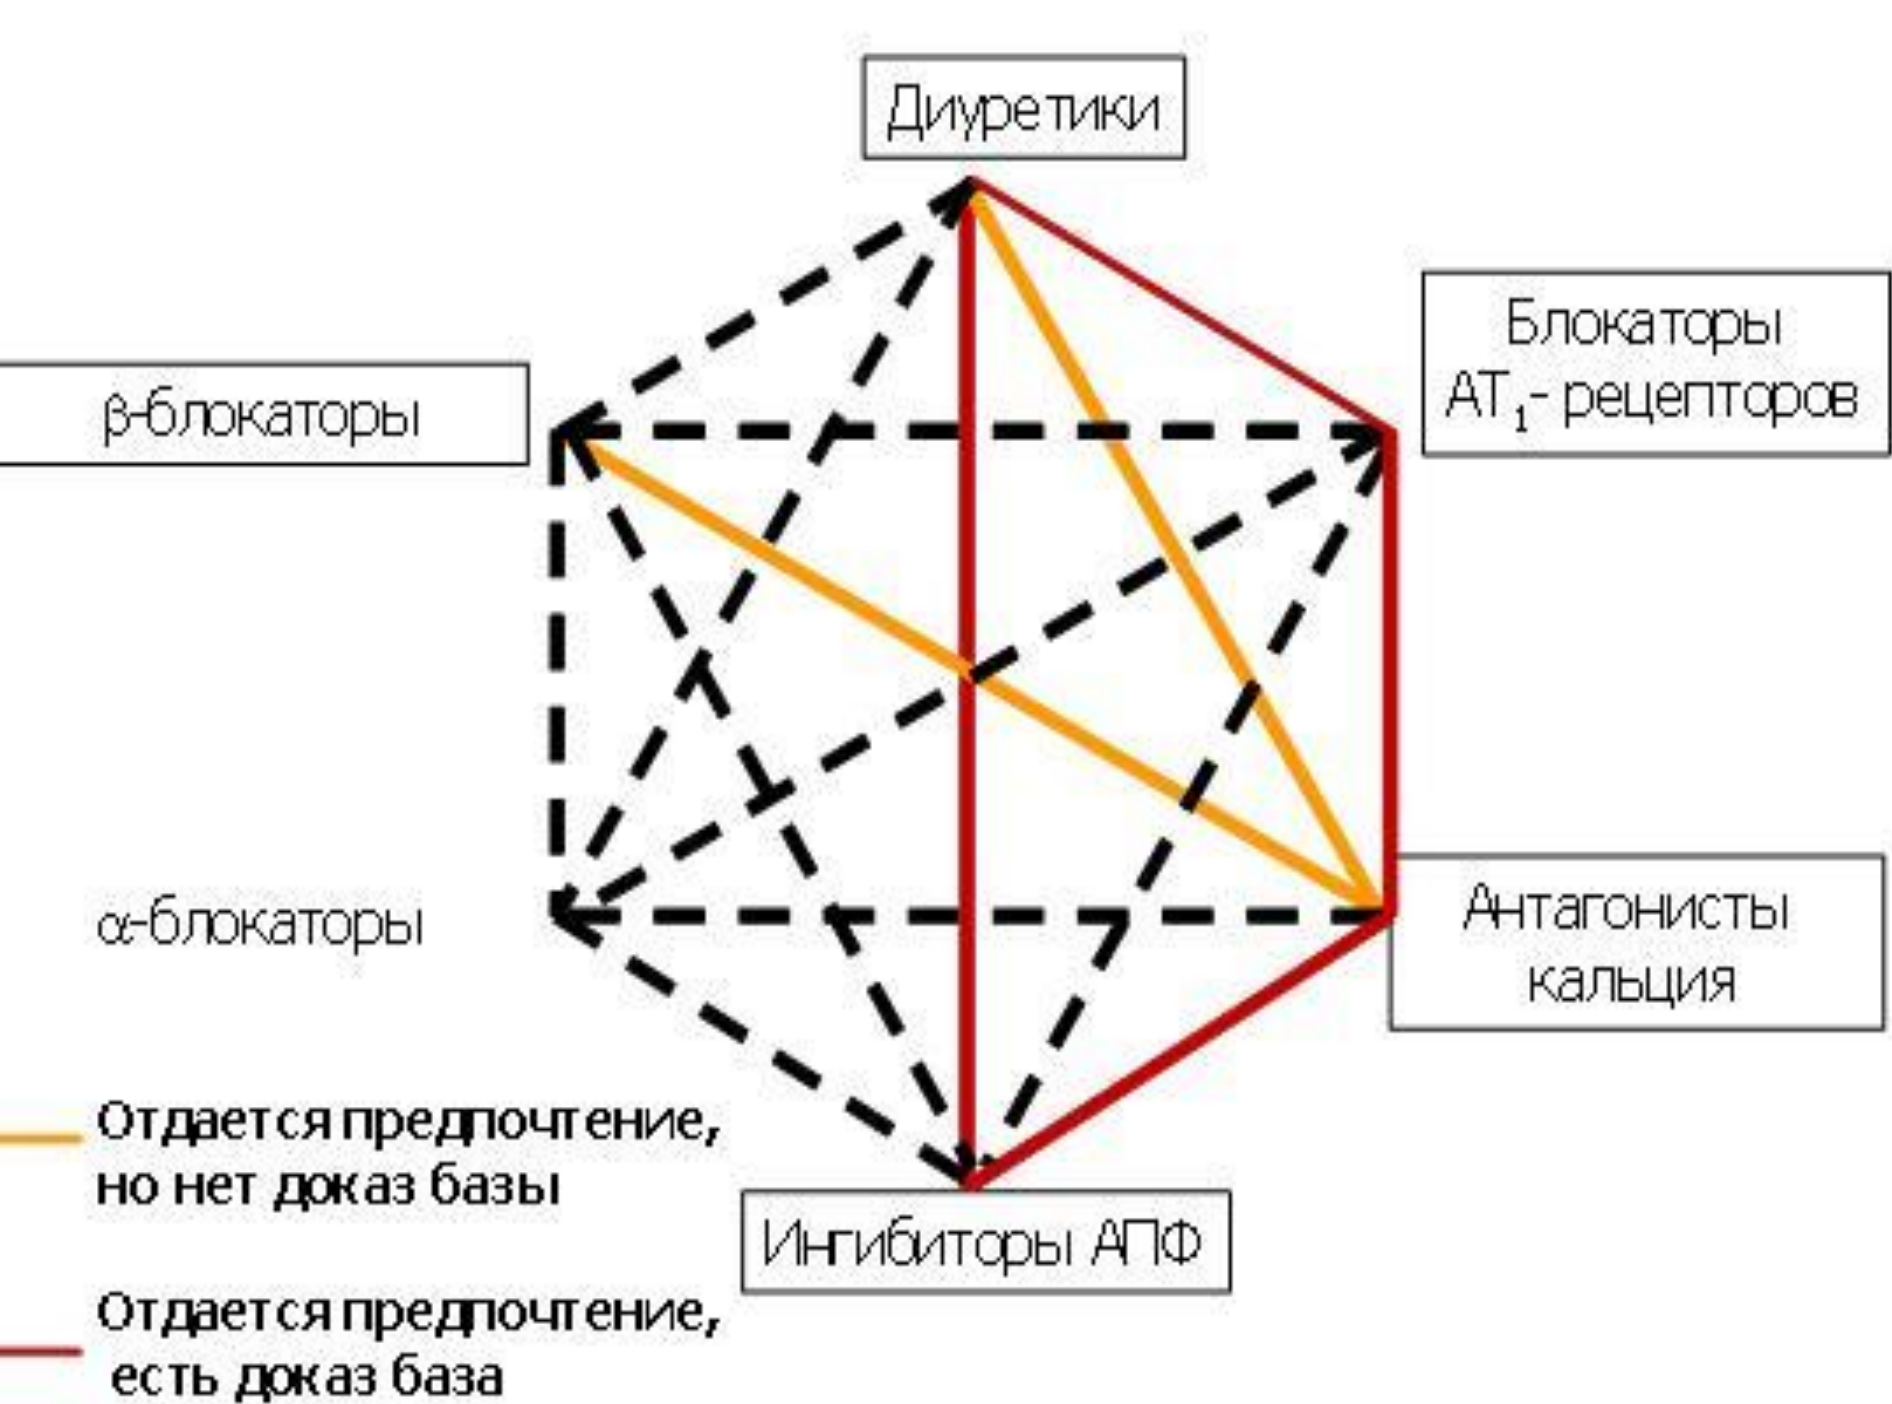 Диуретики
Блокаторы
АТ₁- рецепторов
β-блокаторы
α-блокаторы
Антагонисты
кальция
Отдается предпочтение,
но нет доказ базы
Ингибиторы АПФ
Отдается предпочтение,
есть доказ база